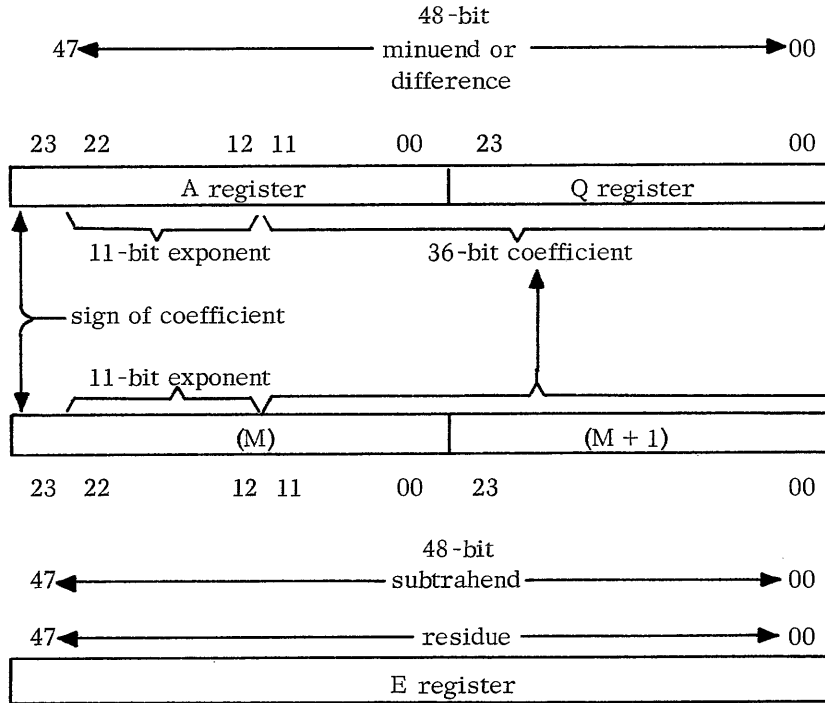 48-bit
47 minuend or 00
difference
23 22 12 11 00 23 00
A register Q register
11-bit exponent 36-bit coefficient
sign of coefficient
11-bit exponent
(M) (M + 1)
23 22 12 11 00 23 00
48-bit
47 subtrahend 00
47 residue 00
E register